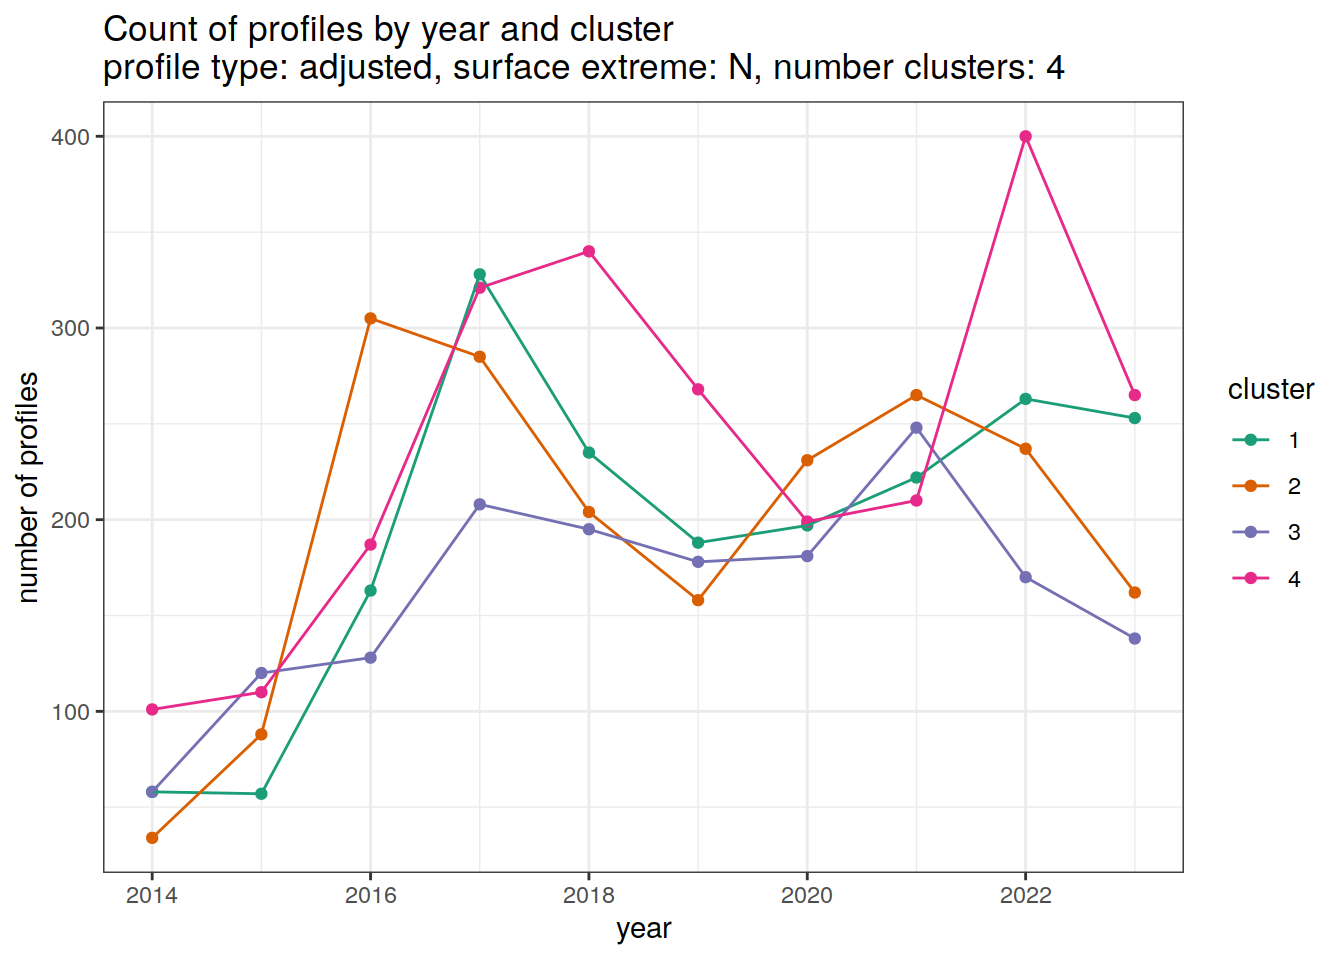 Count of profiles by year and cluster
profile type: adjusted, surface extreme: N, number clusters: 4
400
300
200
100
number of profiles
2014 2016 2018 2020 2022
year
cluster
1
2
3
4